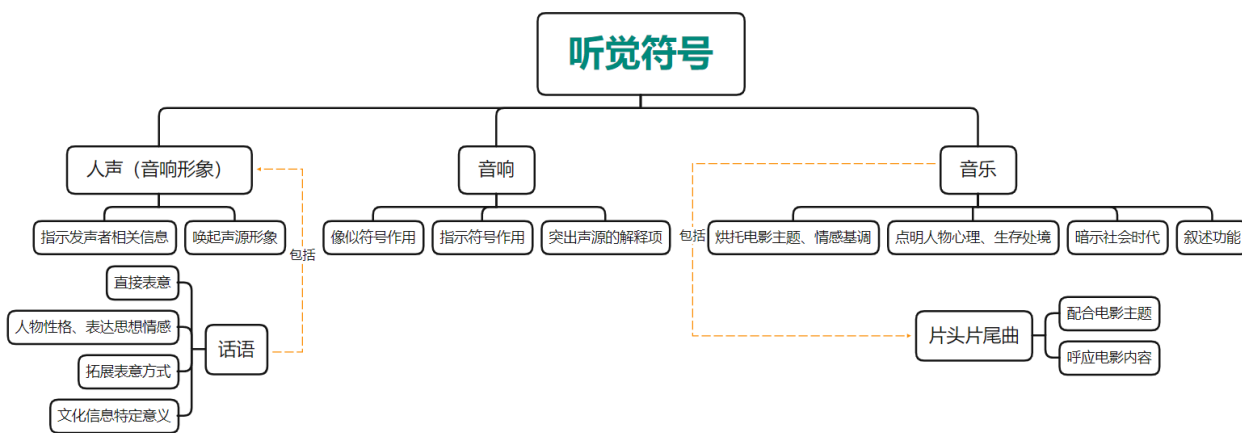 听觉符号
人声（音响形象）
音响
音乐
指示发声者相关信息
唤起声源形象
像似符号作用
指示符号作用
突出声源的解释项
包括
烘托电影主题、情感基调
点明人物心理、生存处境
暗示社会时代
叙述功能
包括
直接表意
人物性格、表达思想情感
拓展表意方式
文化信息特定意义
话语
片头片尾曲
配合电影主题
呼应电影内容